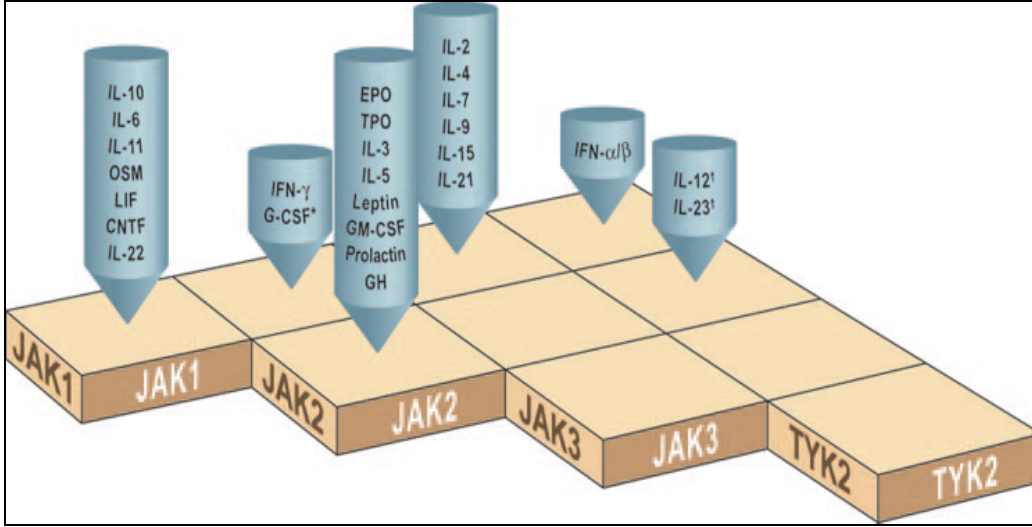 IL-10
IL-6
IL-11
OSM
LIF
CNTF
IL-22
IFN-γ
G-CSF*
EPO
TPO
IL-3
IL-5
Leptin
GM-CSF
Prolactin
GH
IL-2
IL-4
IL-7
IL-9
IL-15
IL-21
IFN-α/β
IL-12¹
IL-23¹
JAK1
JAK1
JAK2
JAK2
JAK3
JAK3
TYK2
TYK2